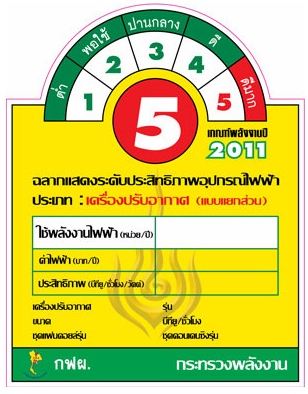 ต่ำ พอใช้ ปานกลาง ดี ดีมาก
1 2 3 4 5
5
เกณฑ์พลังงานปี
2011
ฉลากแสดงระดับประสิทธิภาพอุปกรณ์ไฟฟ้า
ประเภท : เครื่องปรับอากาศ (แบบแยกส่วน)
ใช้พลังงานไฟฟ้า (หน่วย/ปี)
ค่าไฟฟ้า (บาท/ปี)
ประสิทธิภาพ (บีทียู/ชั่วโมง/วัตต์)
เครื่องปรับอากาศ รุ่น
ขนาด บีทียู/ชั่วโมง
ชุดแฟนคอยล์รุ่น ชุดคอนเดนซิ่งรุ่น
กฟผ. กระทรวงพลังงาน